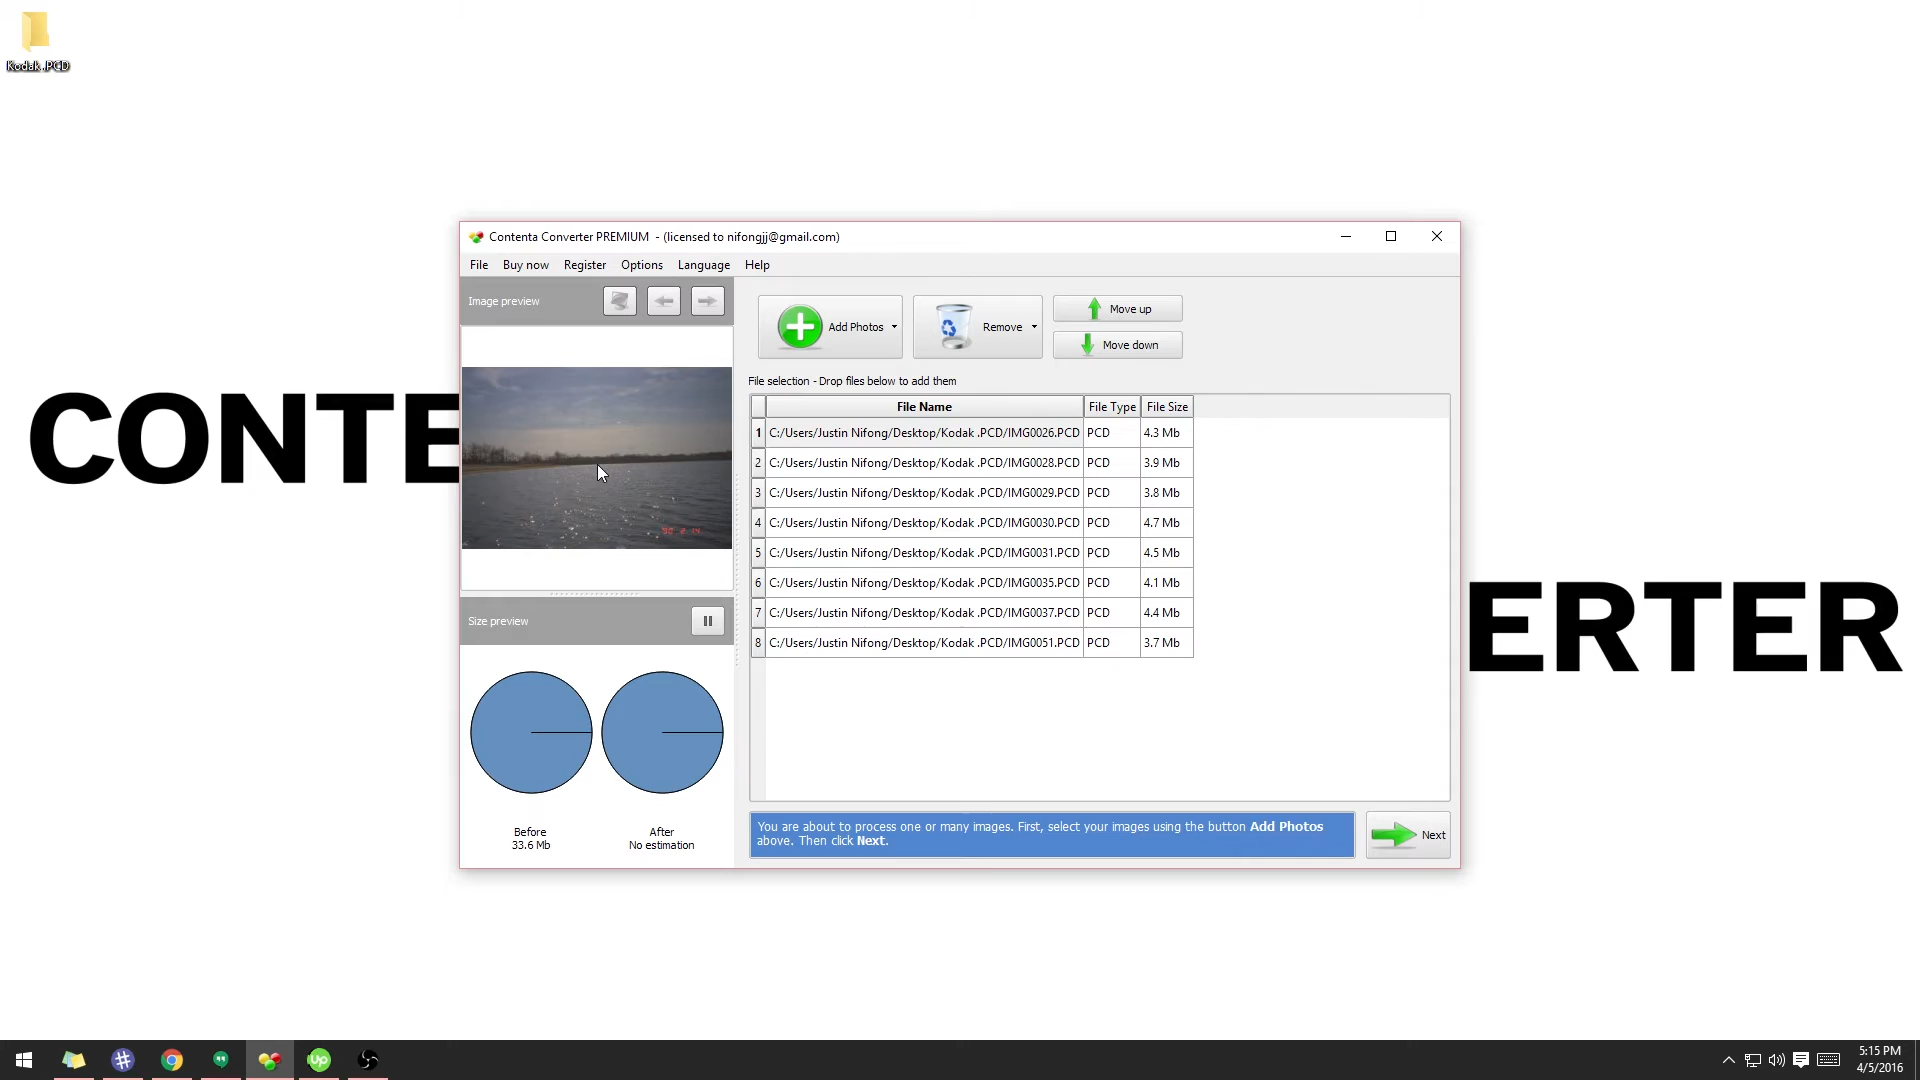 Kodak .PCD
CONTE
ERTER
Contenta Converter PREMIUM - (licensed to nifongjj@gmail.com)
File Buy now Register Options Language Help
Image preview
Add Photos
Remove
Move up
Move down
File selection - Drop files below to add them
File Name File Type File Size
1 C:/Users/Justin Nifong/Desktop/Kodak .PCD/IMG0026.PCD PCD 4.3 Mb
2 C:/Users/Justin Nifong/Desktop/Kodak .PCD/IMG0028.PCD PCD 3.9 Mb
3 C:/Users/Justin Nifong/Desktop/Kodak .PCD/IMG0029.PCD PCD 3.8 Mb
4 C:/Users/Justin Nifong/Desktop/Kodak .PCD/IMG0030.PCD PCD 4.7 Mb
5 C:/Users/Justin Nifong/Desktop/Kodak .PCD/IMG0031.PCD PCD 4.5 Mb
6 C:/Users/Justin Nifong/Desktop/Kodak .PCD/IMG0035.PCD PCD 4.1 Mb
7 C:/Users/Justin Nifong/Desktop/Kodak .PCD/IMG0037.PCD PCD 4.4 Mb
8 C:/Users/Justin Nifong/Desktop/Kodak .PCD/IMG0051.PCD PCD 3.7 Mb
Size preview
Before
33.6 Mb
After
No estimation
You are about to process one or many images. First, select your images using the button Add Photos
above. Then click Next.
Next
up
5:15 PM
4/5/2016